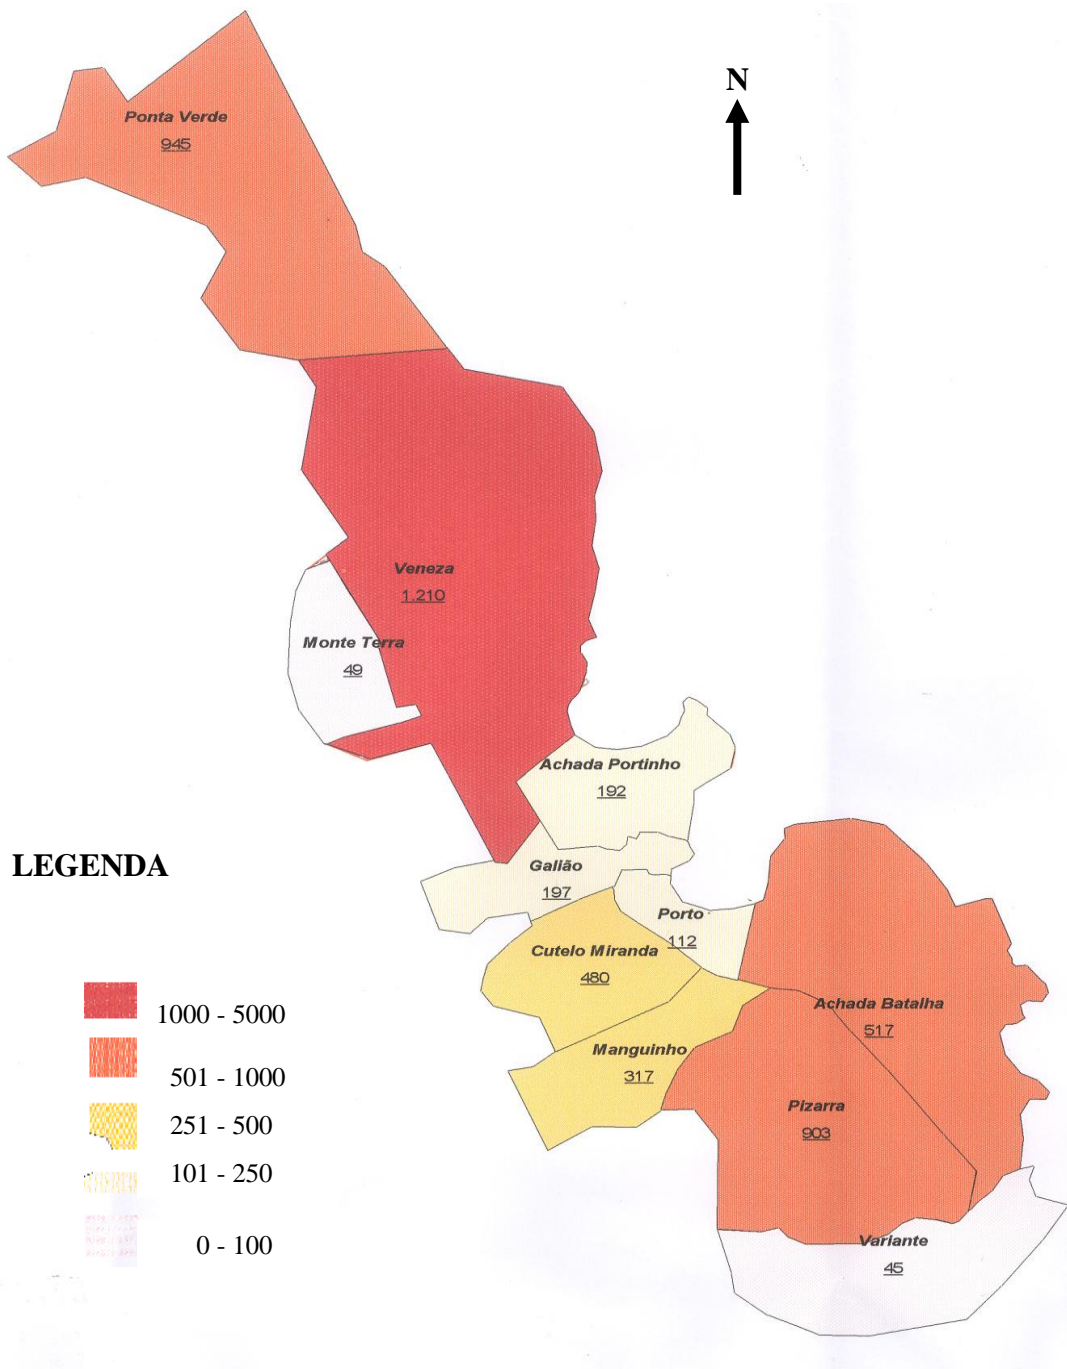 N
Ponta Verde
945
Veneza
1.210
Monte Terra
49
Achada Portinho
192
LEGENDA
Galião
197
Porto
112
Cutelo Miranda
480
Achada Batalha
517
1000 - 5000
Manguinho
317
501 - 1000
Pizarra
903
251 - 500
101 - 250
Variante
45
0 - 100